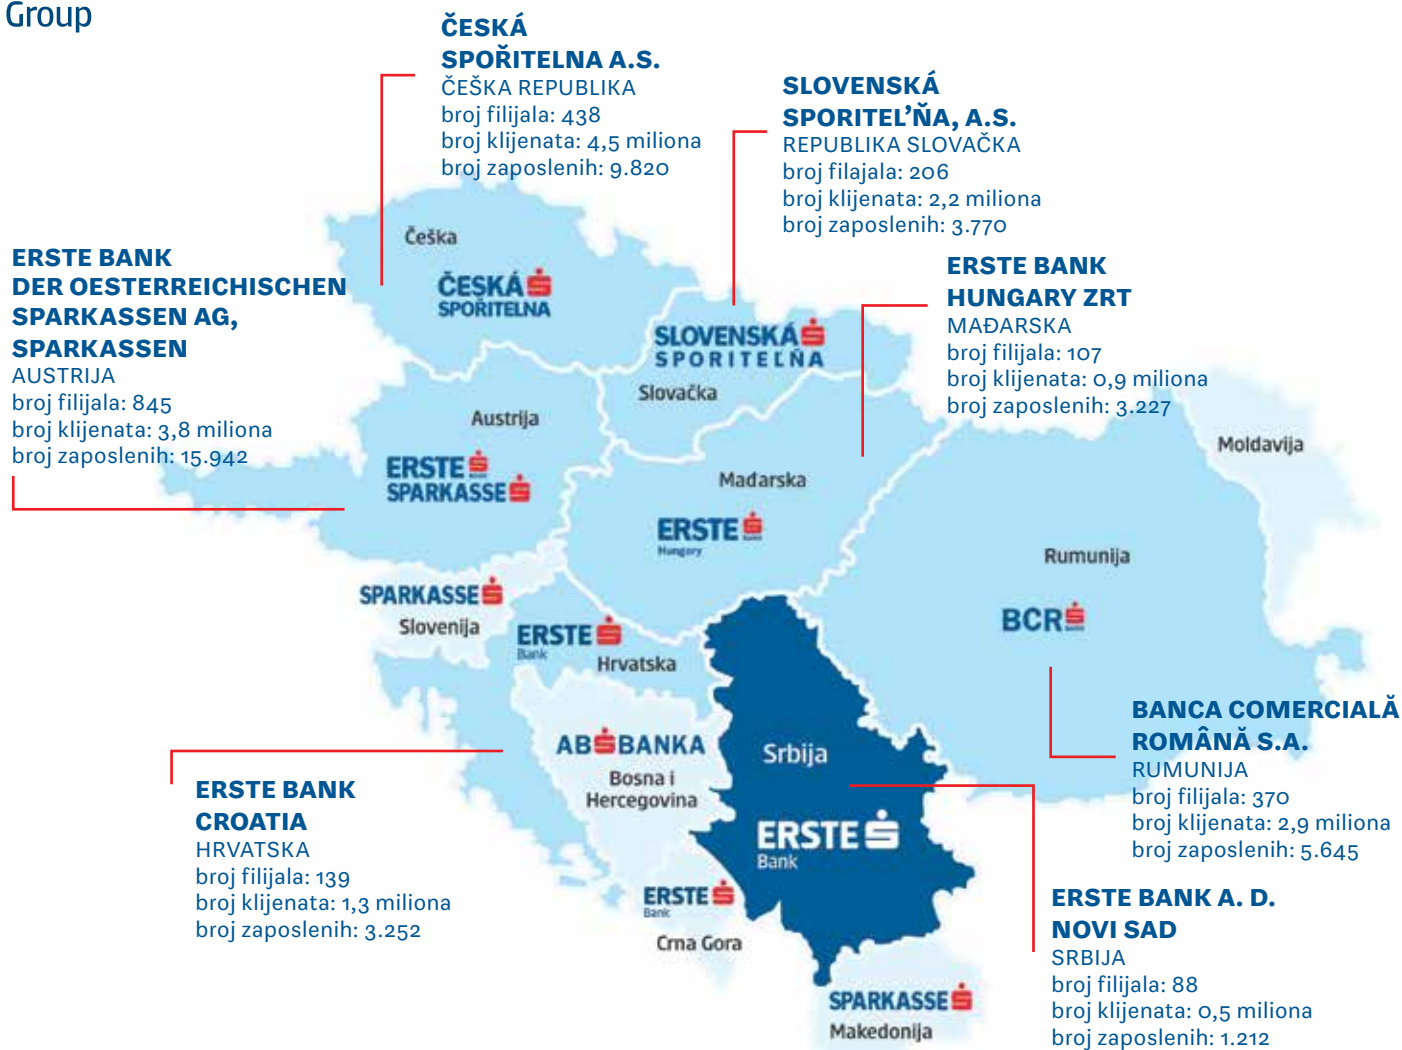 Group
ČESKÁ
SPOŘITELNA A.S.
ČEŠKA REPUBLIKA
broj filijala: 438
broj klijenata: 4,5 miliona
broj zaposlenih: 9.820
SLOVENSKÁ
SPORITEL’ŇA, A.S.
REPUBLIKA SLOVAČKA
broj filajala: 206
broj klijenata: 2,2 miliona
broj zaposlenih: 3.770
ERSTE BANK
DER OESTERREICHISCHEN
SPARKASSEN AG,
SPARKASSEN
AUSTRIJA
broj filijala: 845
broj klijenata: 3,8 miliona
broj zaposlenih: 15.942
ERSTE BANK
HUNGARY ZRT
MAĐARSKA
broj filijala: 107
broj klijenata: 0,9 miliona
broj zaposlenih: 3.227
Češka
ČESKÁ
SPOŘITELNA
SLOVENSKÁ
SPORITEĽŇA
Slovačka
Austrija
ERSTE
SPARKASSE
Mađarska
ERSTE
Hungary
Moldavija
Rumunija
BCR
SPARKASSE
Slovenija
ERSTE
Bank
Hrvatska
ABS BANKA
Bosna i
Hercegovina
Srbija
ERSTE
Bank
ERSTE
Bank
Crna Gora
SPARKASSE
Makedonija
ERSTE BANK
CROATIA
HRVATSKA
broj filijala: 139
broj klijenata: 1,3 miliona
broj zaposlenih: 3.252
BANCA COMERCIALĂ
ROMÂNĂ S.A.
RUMUNIJA
broj filijala: 370
broj klijenata: 2,9 miliona
broj zaposlenih: 5.645
ERSTE BANK A. D.
NOVI SAD
SRBIJA
broj filijala: 88
broj klijenata: 0,5 miliona
broj zaposlenih: 1.212